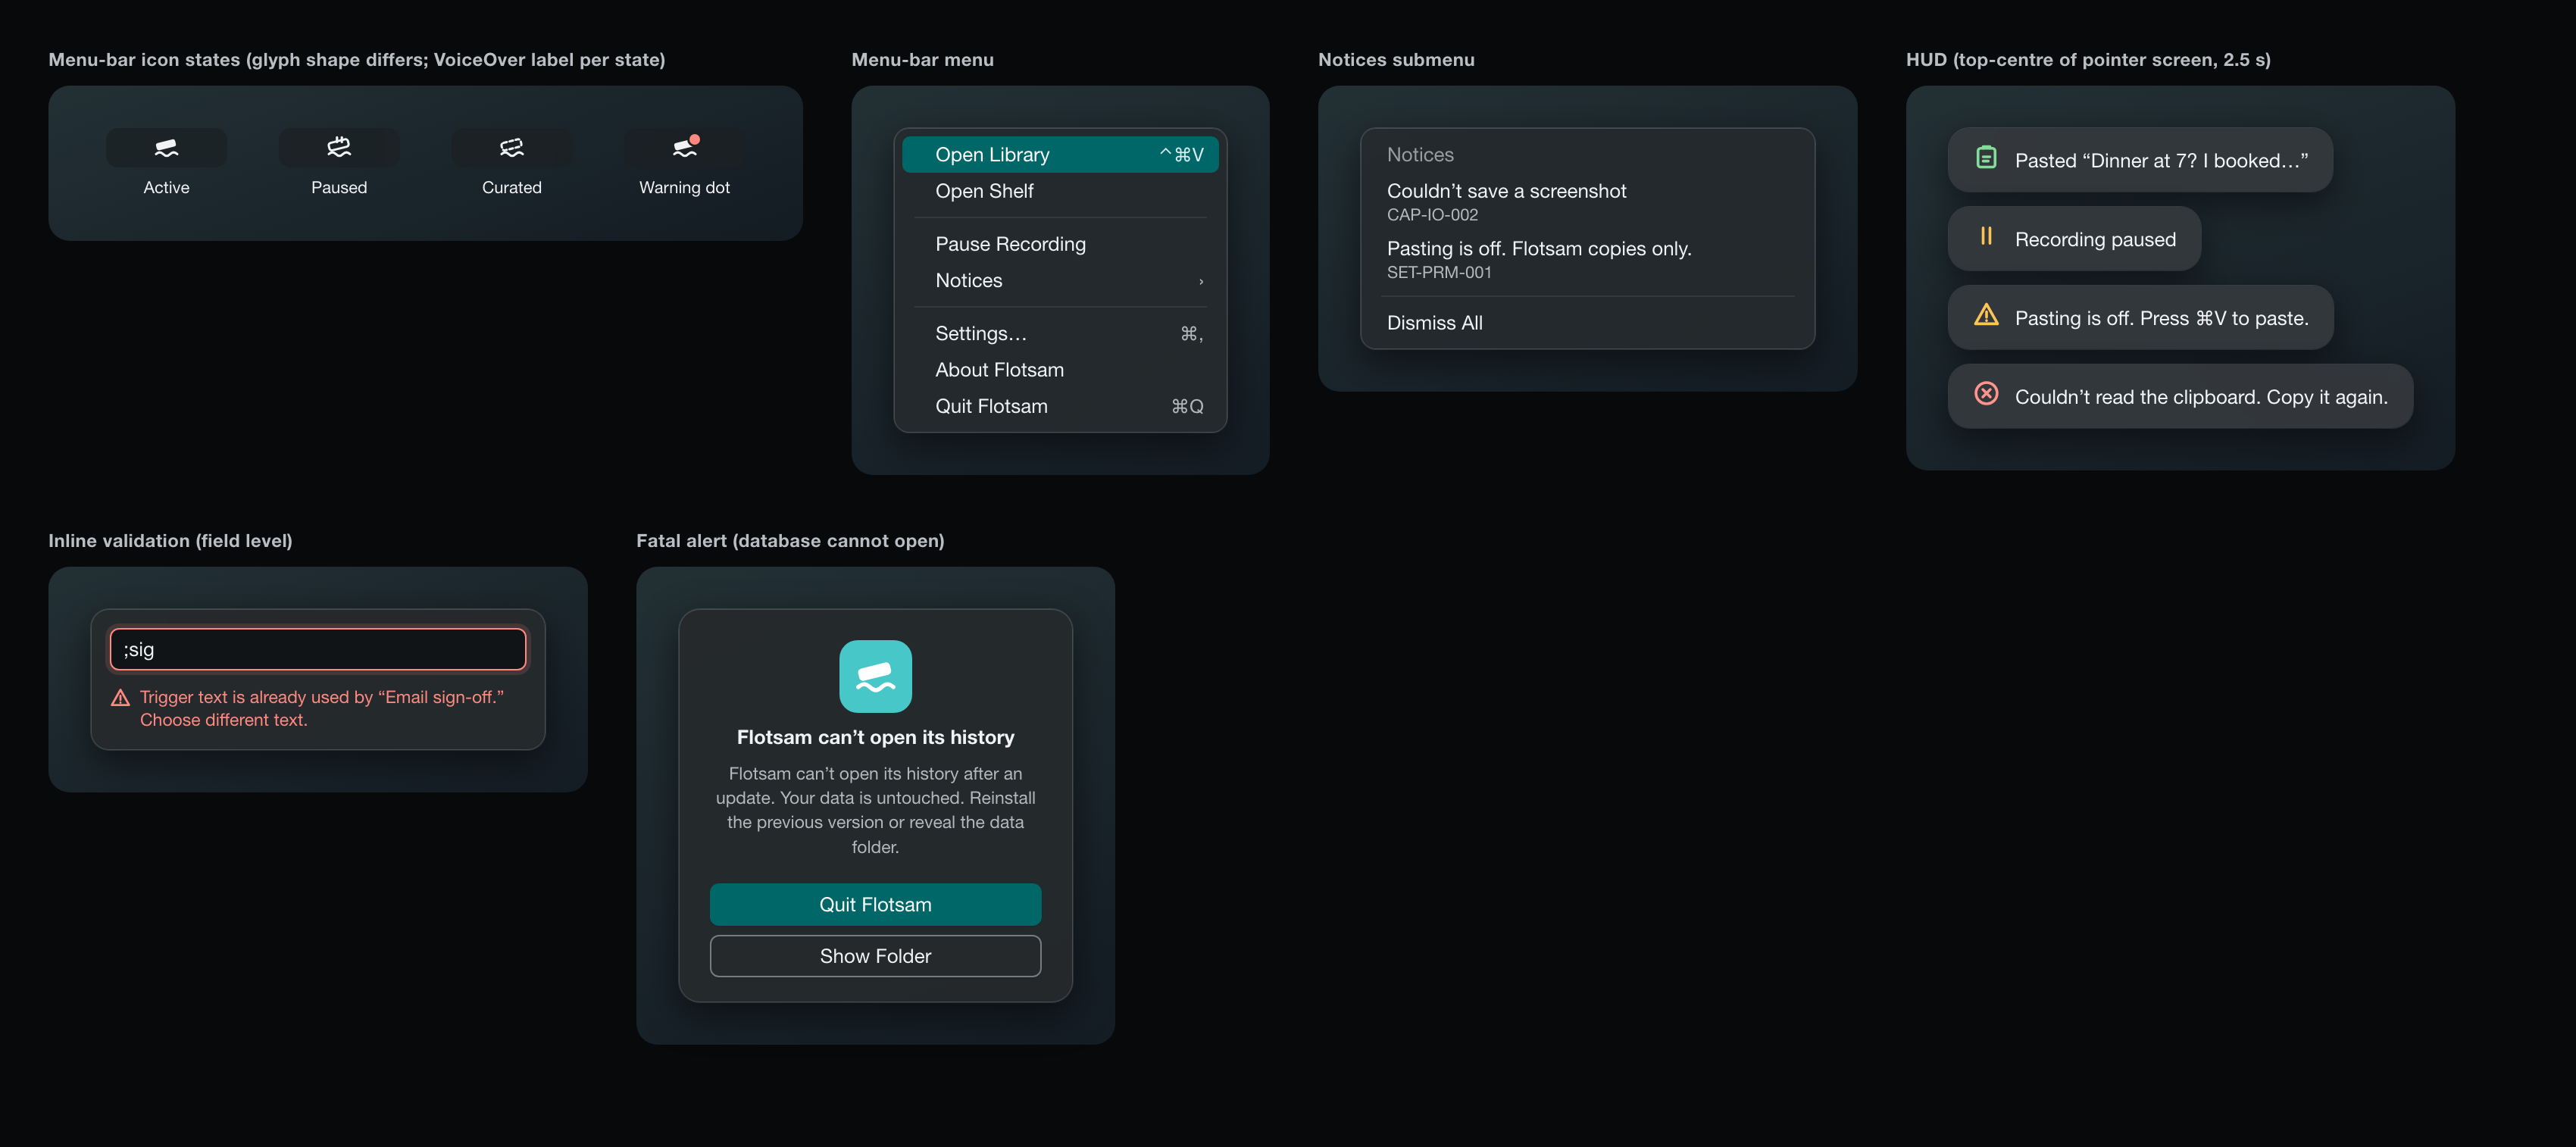 Menu-bar icon states (glyph shape differs; VoiceOver label per state)
Active
Paused
Curated
Warning dot
Menu-bar menu
Open Library ^⌘V
Open Shelf
Pause Recording
Notices ›
Settings… ⌘,
About Flotsam
Quit Flotsam ⌘Q
Notices submenu
Notices
Couldn’t save a screenshot
CAP-IO-002
Pasting is off. Flotsam copies only.
SET-PRM-001
Dismiss All
HUD (top-centre of pointer screen, 2.5 s)
Pasted “Dinner at 7? I booked…”
Recording paused
Pasting is off. Press ⌘V to paste.
Couldn’t read the clipboard. Copy it again.
Inline validation (field level)
;sig
Trigger text is already used by “Email sign-off.”
Choose different text.
Fatal alert (database cannot open)
Flotsam can’t open its history
Flotsam can’t open its history after an
update. Your data is untouched. Reinstall
the previous version or reveal the data
folder.
Quit Flotsam
Show Folder